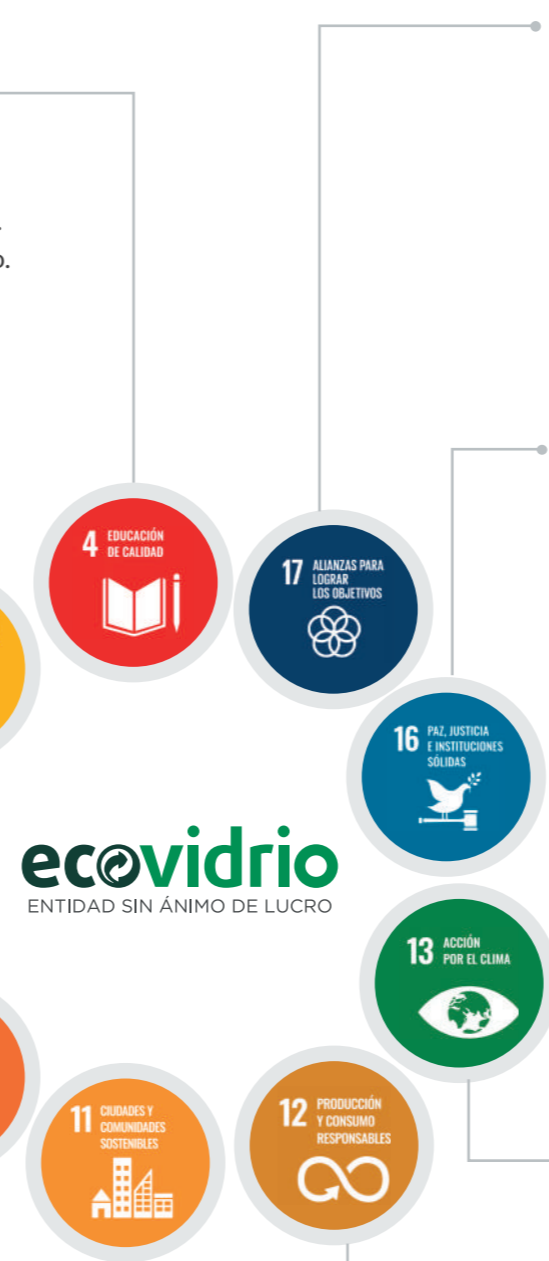 o.
4 EDUCACIÓN
DE CALIDAD
17 ALIANZAS PARA
LOGRAR
LOS OBJETIVOS
16 PAZ, JUSTICIA
E INSTITUCIONES
SÓLIDAS
ecovidrio
ENTIDAD SIN ÁNIMO DE LUCRO
13 ACCIÓN
POR EL CLIMA
11 CIUDADES Y
COMUNIDADES
SOSTENIBLES
12 PRODUCCIÓN
Y CONSUMO
RESPONSABLES